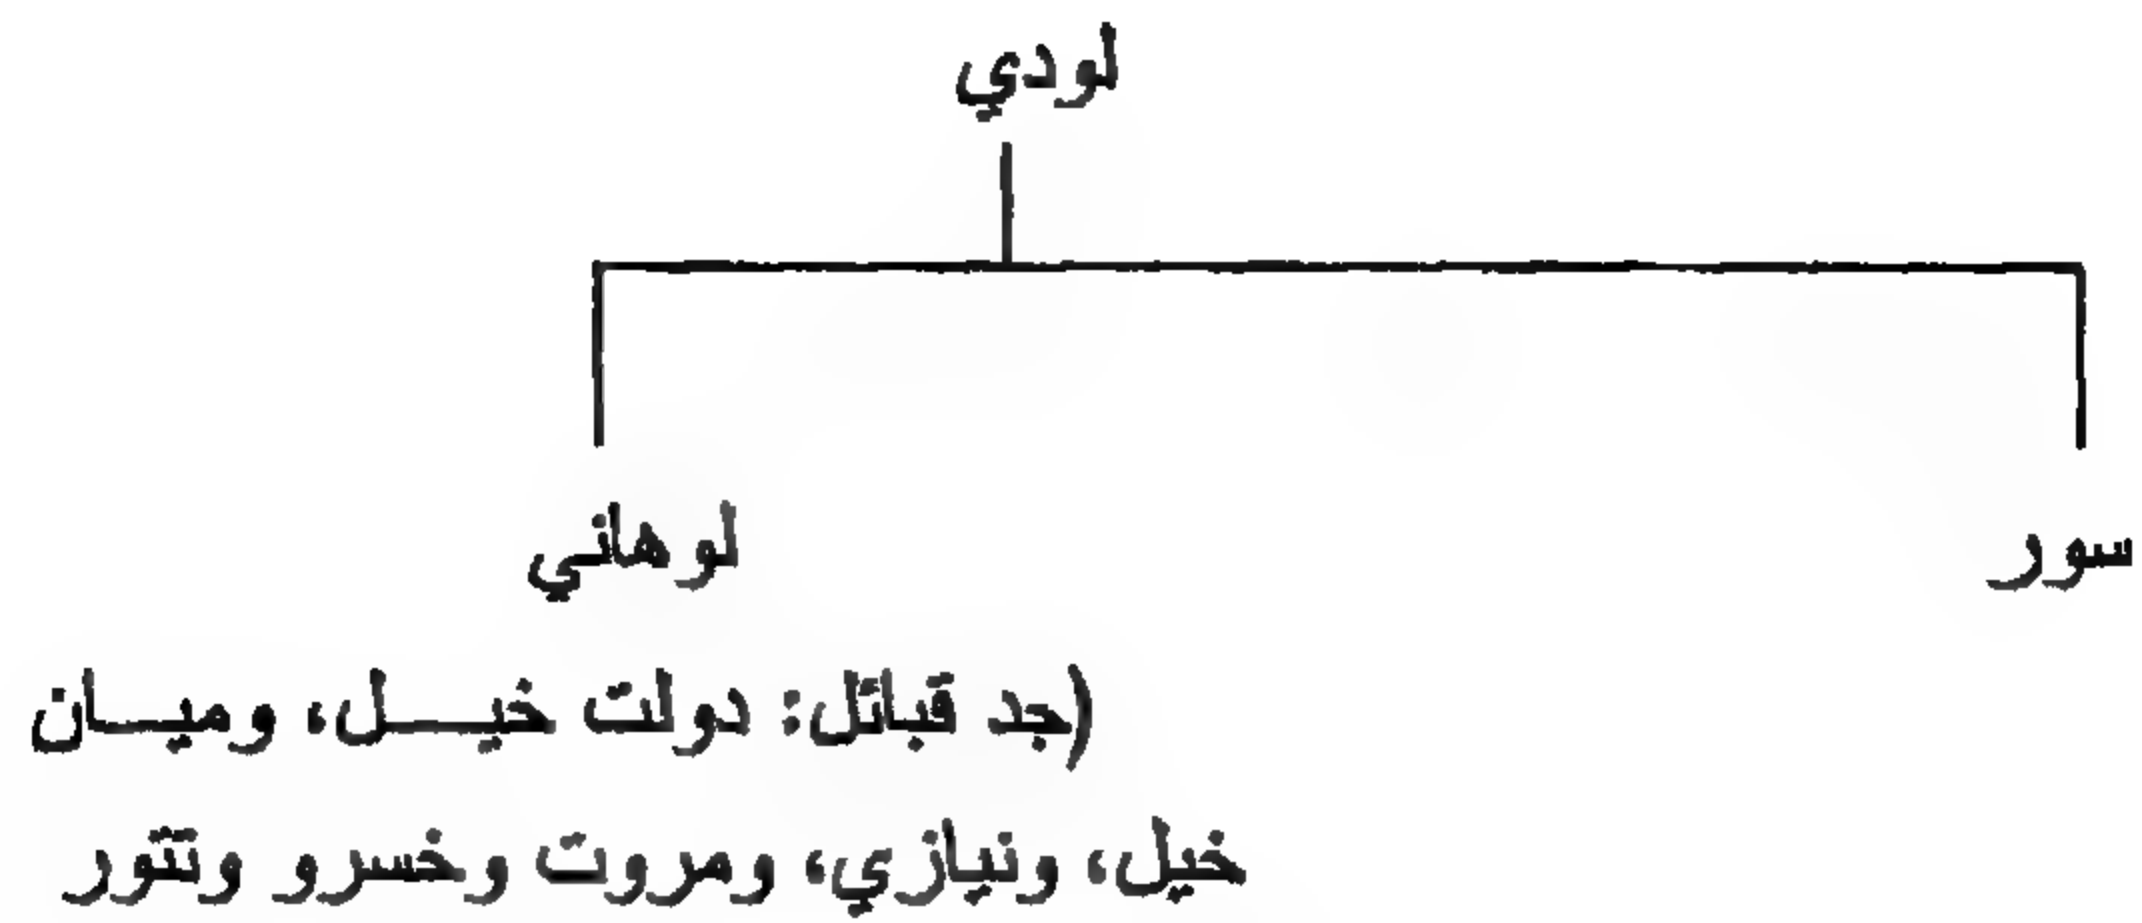 لودي
سور
لوهاني
(جد قبائل: دولت خيل، وميان
خيل، ونيازي، ومروت وخسرو وتتور